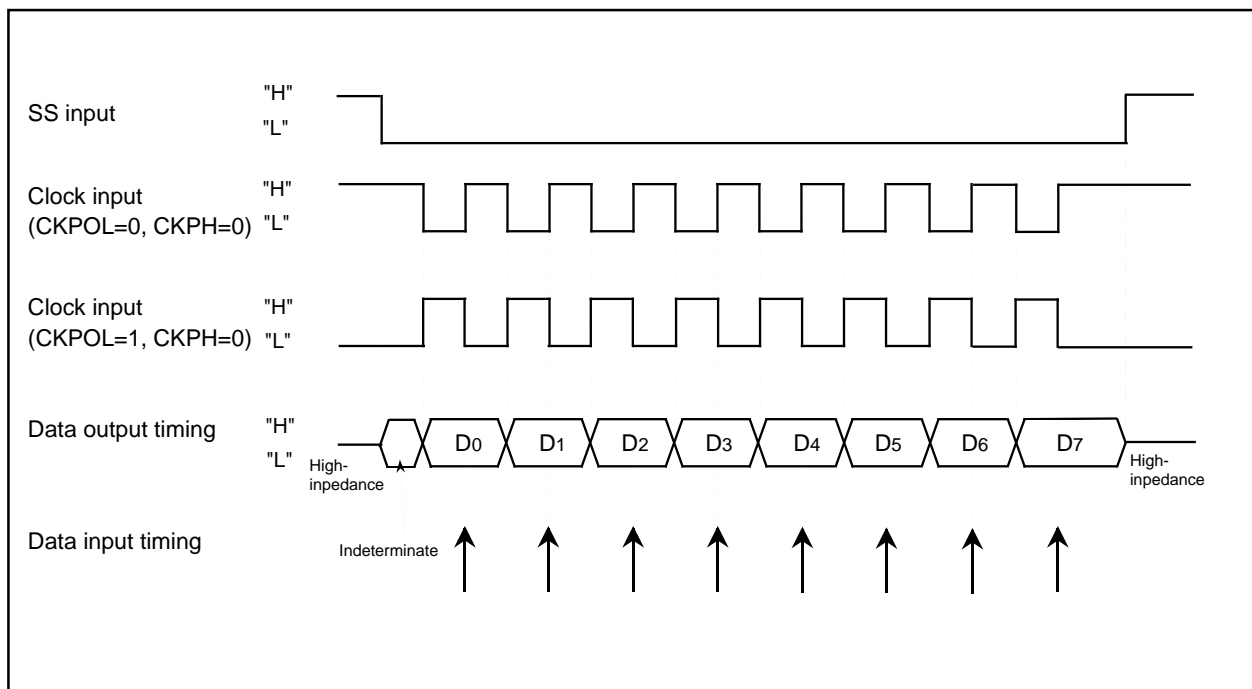 SS input
"H"
"L"
Clock input
(CKPOL=0, CKPH=0)
"H"
"L"
Clock input
(CKPOL=1, CKPH=0)
"H"
"L"
Data output timing
"H"
"L"
D0 D1 D2 D3 D4 D5 D6 D7
High-
inpedance
High-
inpedance
Data input timing
Indeterminate